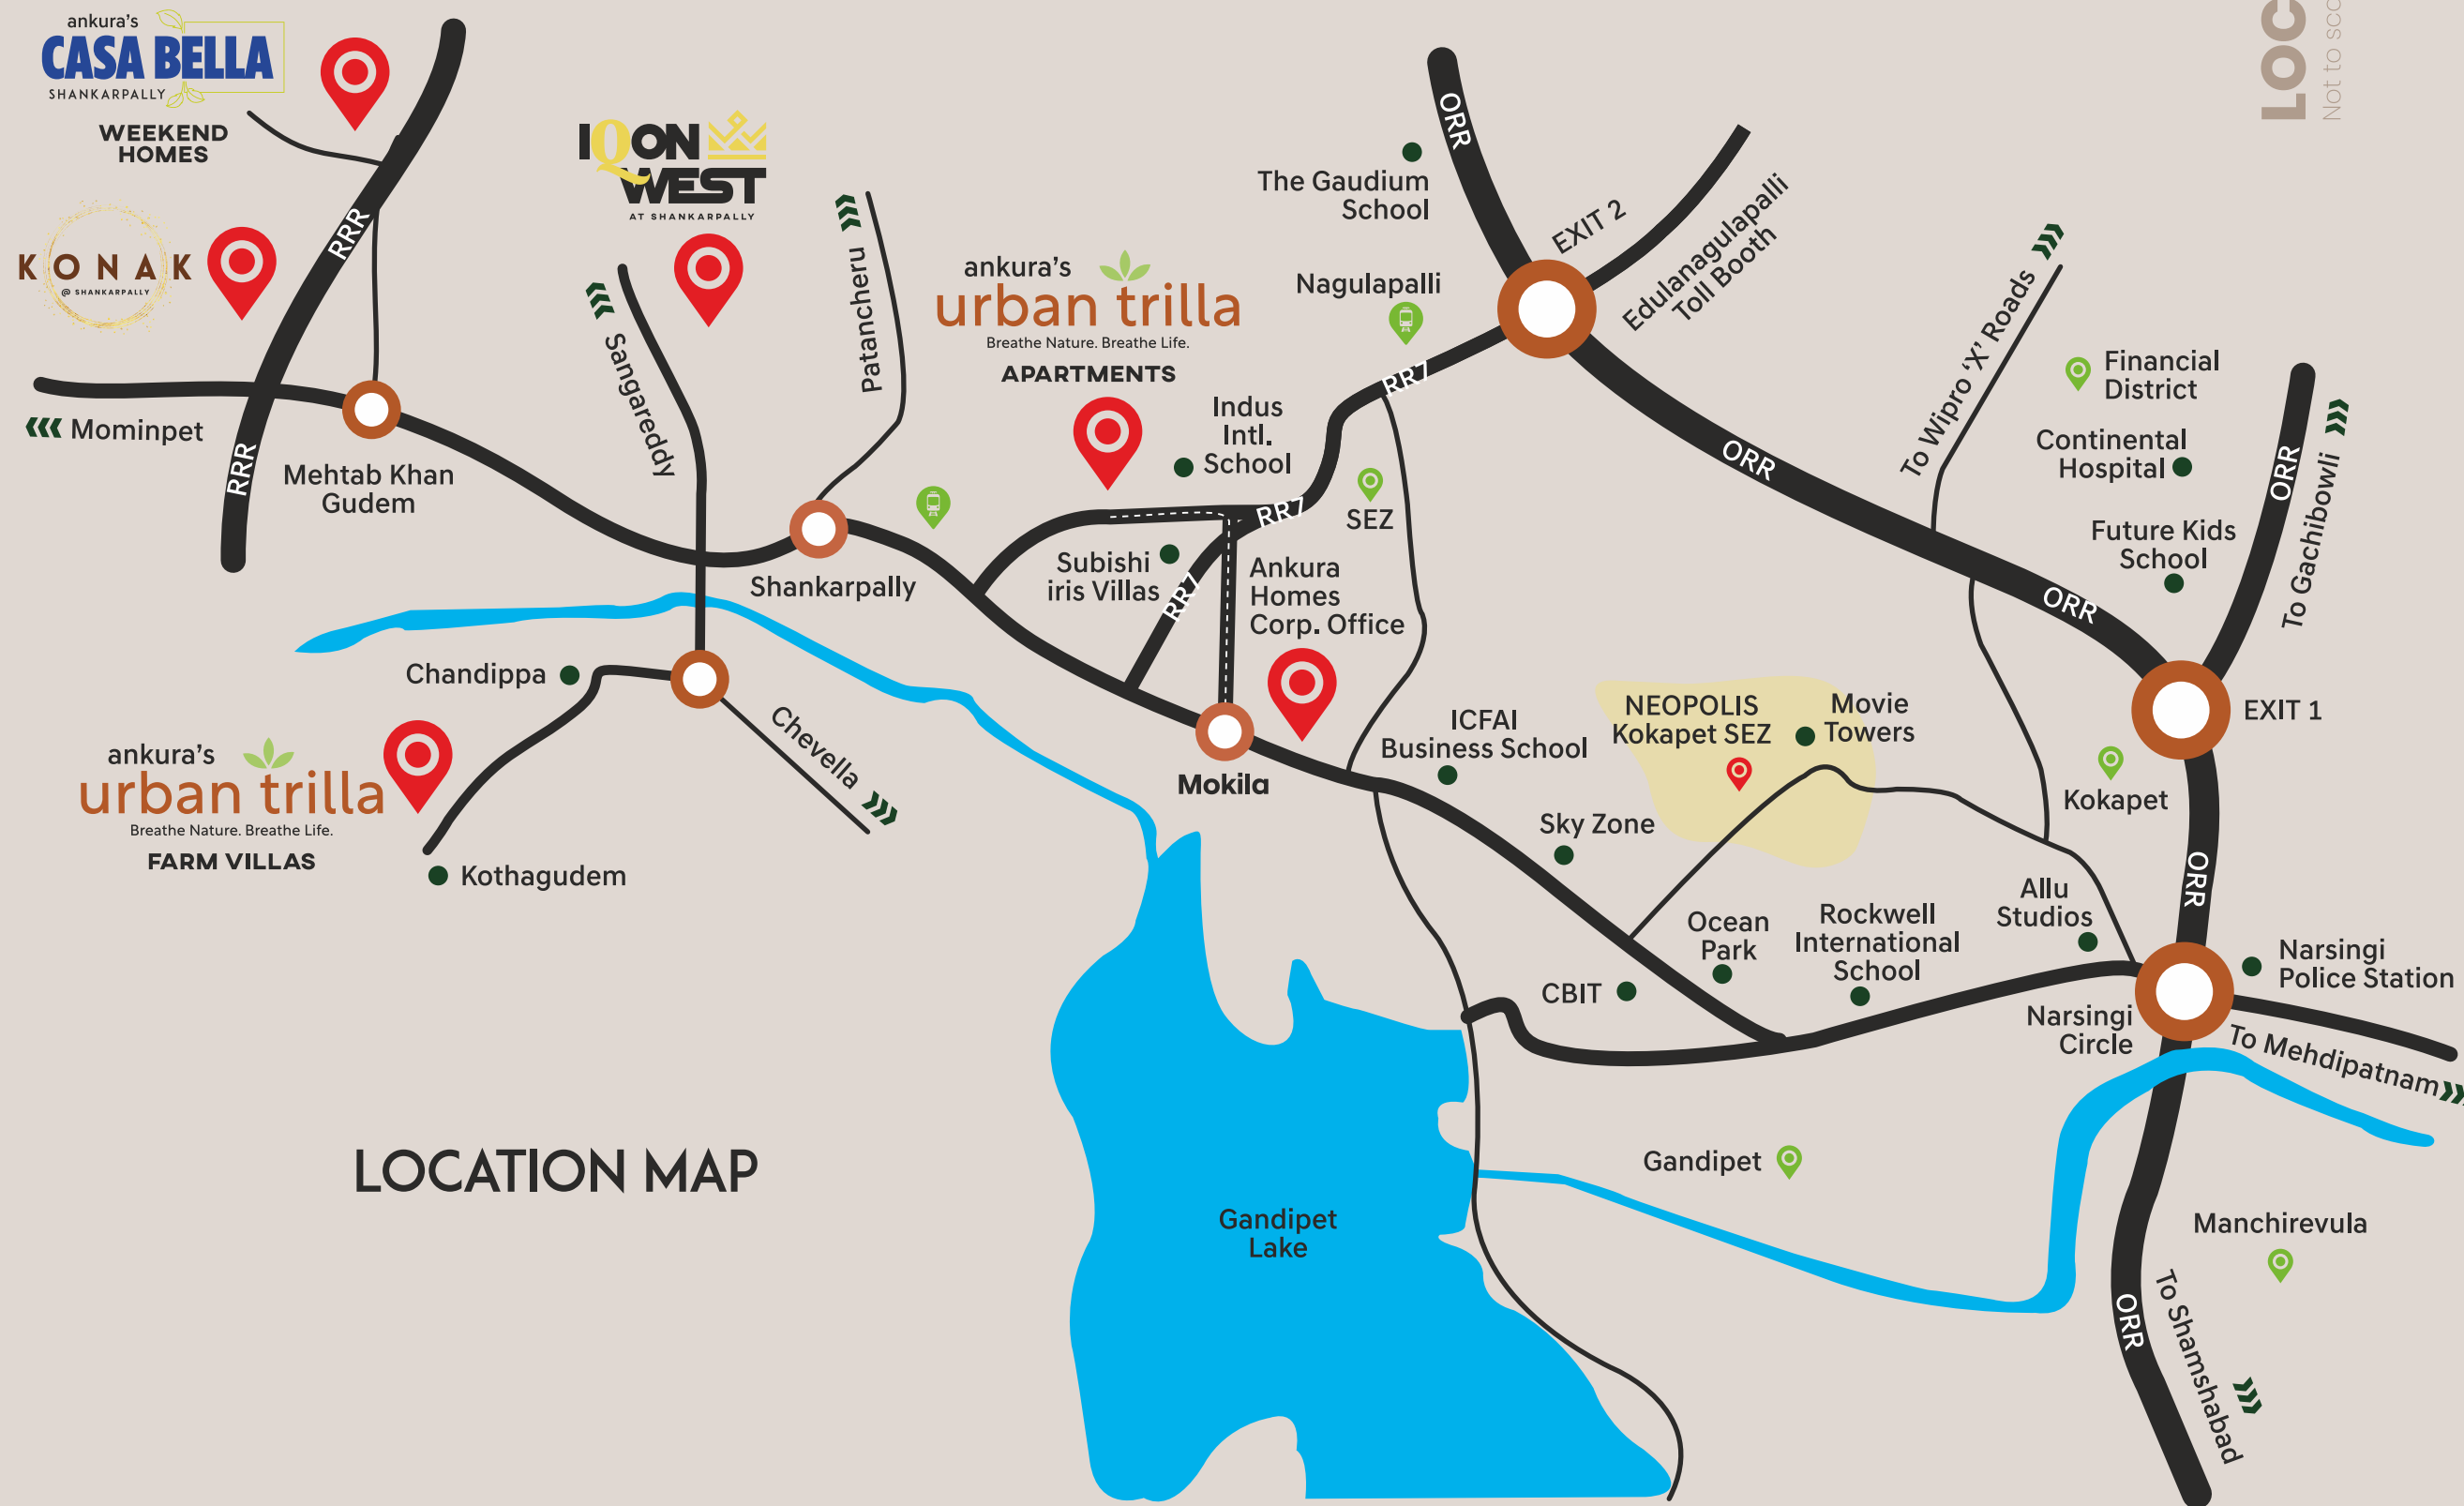 ankura's
CASA BELLA
SHANKARPALLY
WEEKEND
HOMES
KONAK
@ SHANKARPALLY
RRR
RRR
Mominpet
Mehtab Khan
Gudem
IQON
WEST
AT SHANKARPALLY
Sangareddy
Patancheru
Shankarpally
ankura's
urban trilla
Breathe Nature. Breathe Life.
APARTMENTS
Indus
Intl.
School
Subishi
iris Villas
RR7
RR7
RR7
Ankura
Homes
Corp. Office
Mokila
SEZ
Nagulapalli
The Gaudium
School
ORR
EXIT 2
Edulanagulapalli
Toll Booth
ORR
ORR
To Wipro 'X' Roads
Financial
District
Continental
Hospital
Future Kids
School
ORR
To Gachibowli
EXIT 1
Kokapet
ORR
Chandippa
Chevella
ankura's
urban trilla
Breathe Nature. Breathe Life.
FARM VILLAS
Kothagudem
ICFAI
Business School
NEOPOLIS
Kokapet SEZ
Movie
Towers
Sky Zone
CBIT
Ocean
Park
Rockwell
International
School
Allu
Studios
Narsingi
Circle
Narsingi
Police Station
To Mehdipatnam
Gandipet
Gandipet
Lake
Manchirevula
ORR
To Shamshabad
LOCATION MAP
LOC
Not to